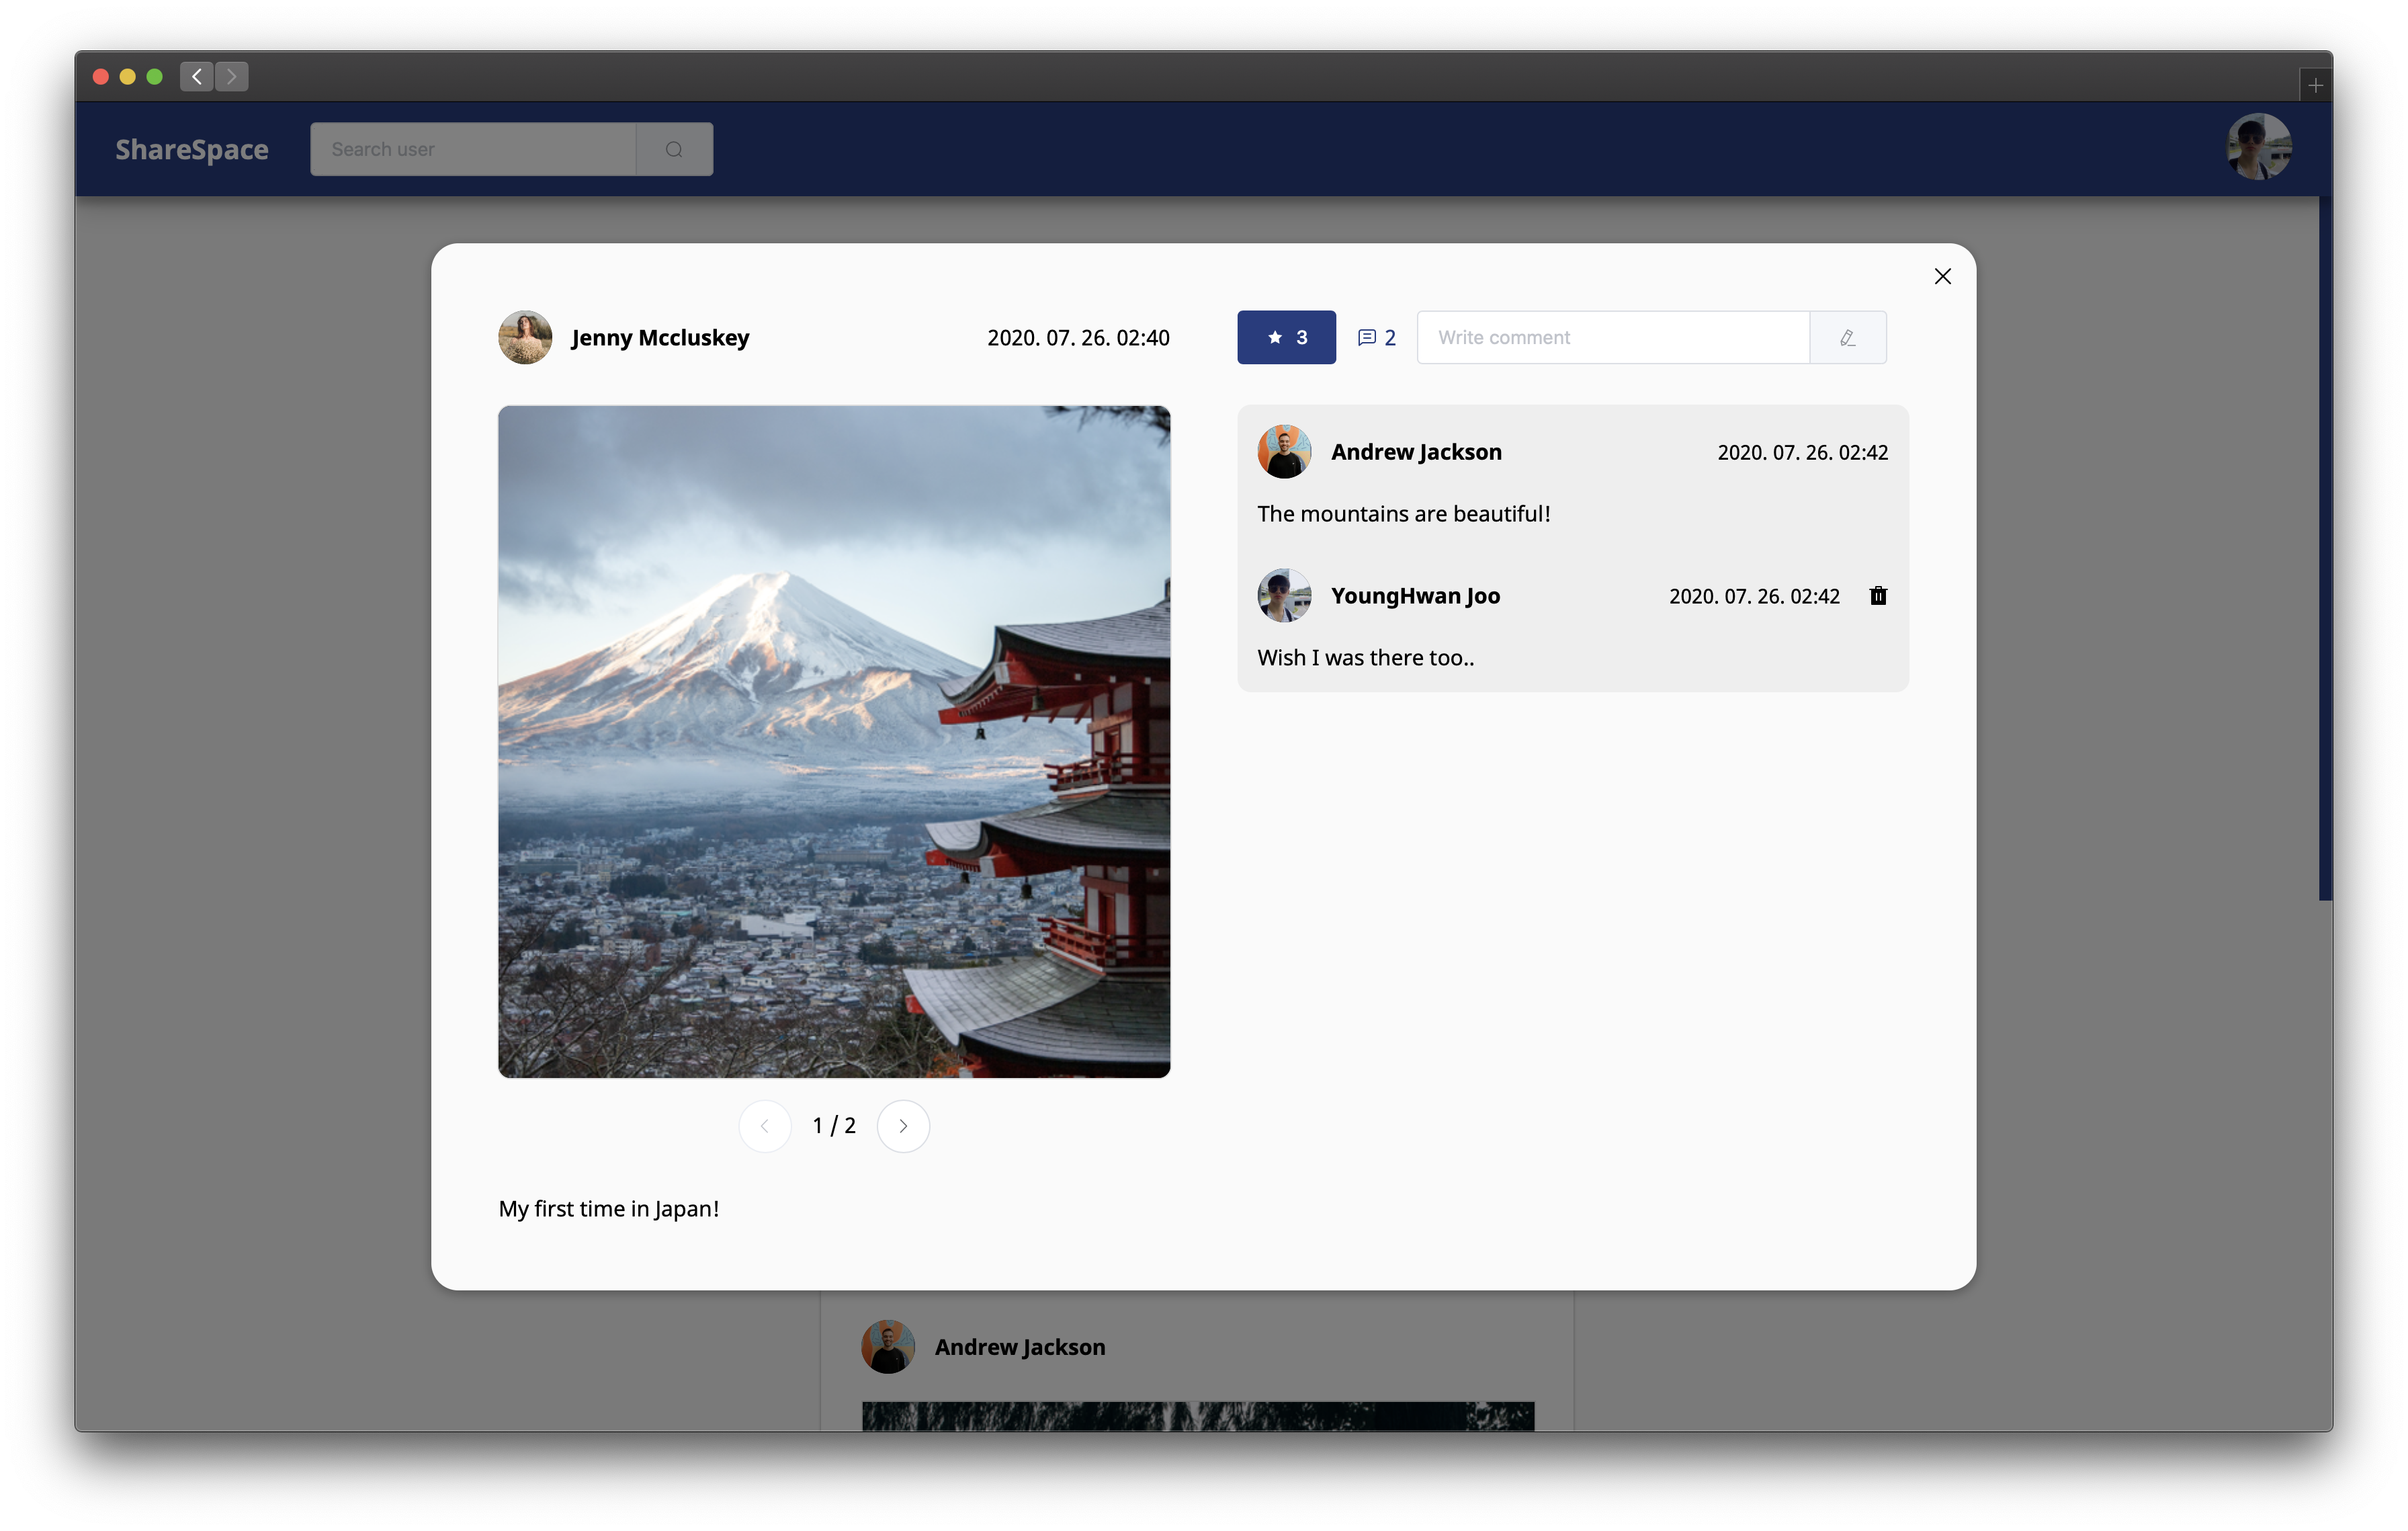 ShareSpace
Search user
Jenny Mccluskey
2020. 07. 26. 02:40
3
2
Write comment
Andrew Jackson
2020. 07. 26. 02:42
The mountains are beautiful!
YoungHwan Joo
2020. 07. 26. 02:42
Wish I was there too..
1 / 2
My first time in Japan!
Andrew Jackson